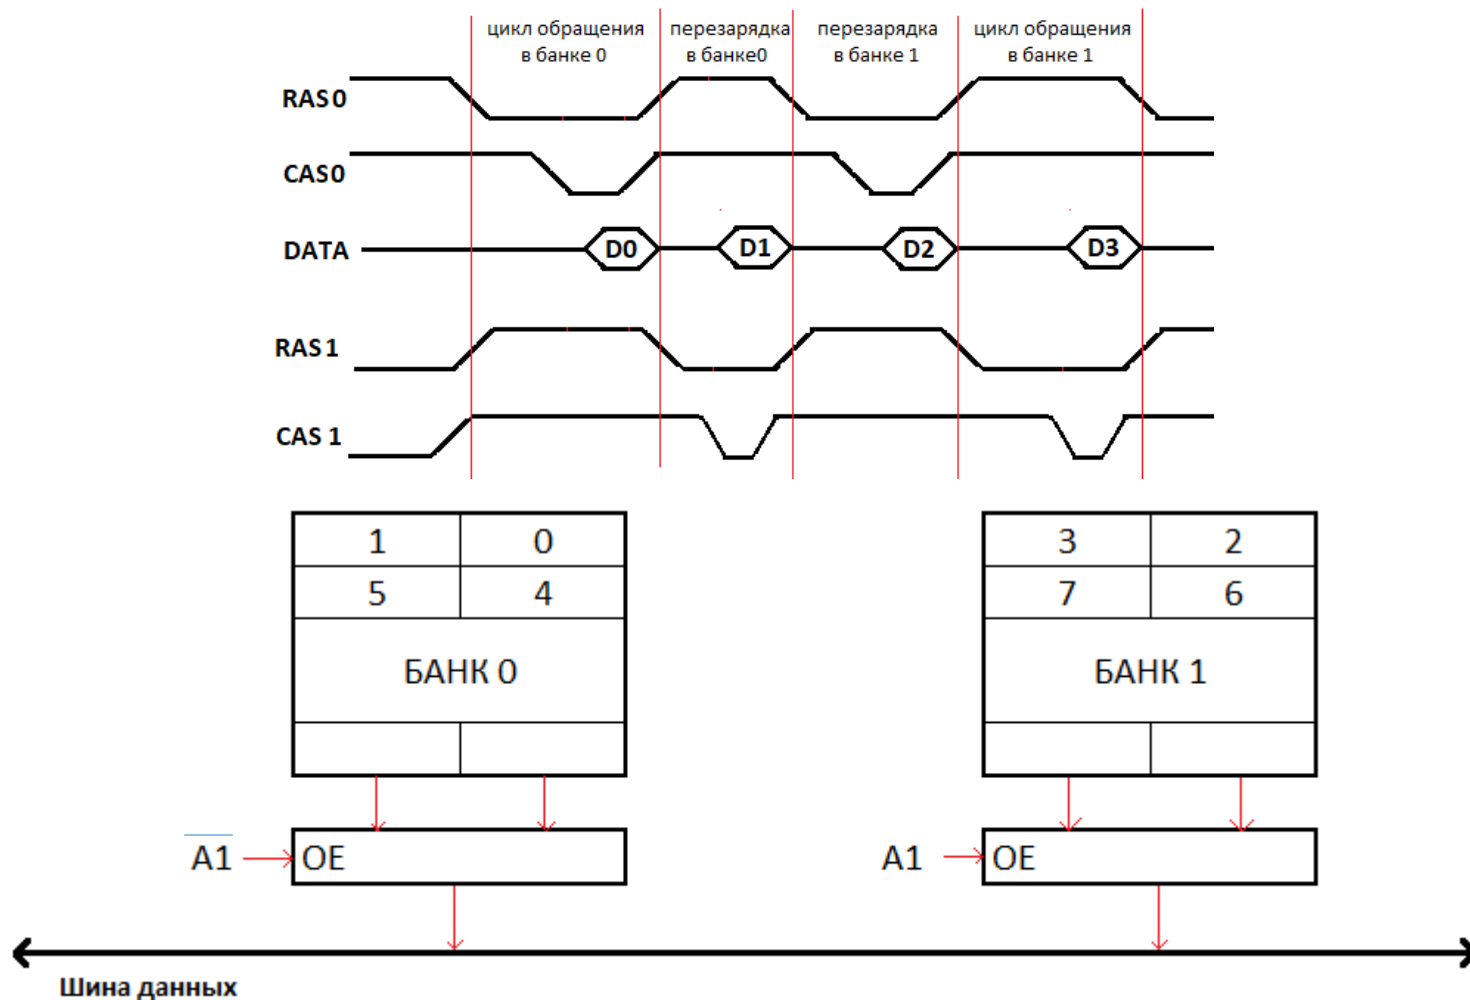 цикл обращения
в банке 0
перезарядка
в банке0
перезарядка
в банке 1
цикл обращения
в банке 1
RAS 0
CAS0
DATA
D0
D1
D2
D3
RAS 1
CAS 1
1 0
5 4
БАНК 0
3 2
7 6
БАНК 1
A1
OE
A1
OE
Шина данных